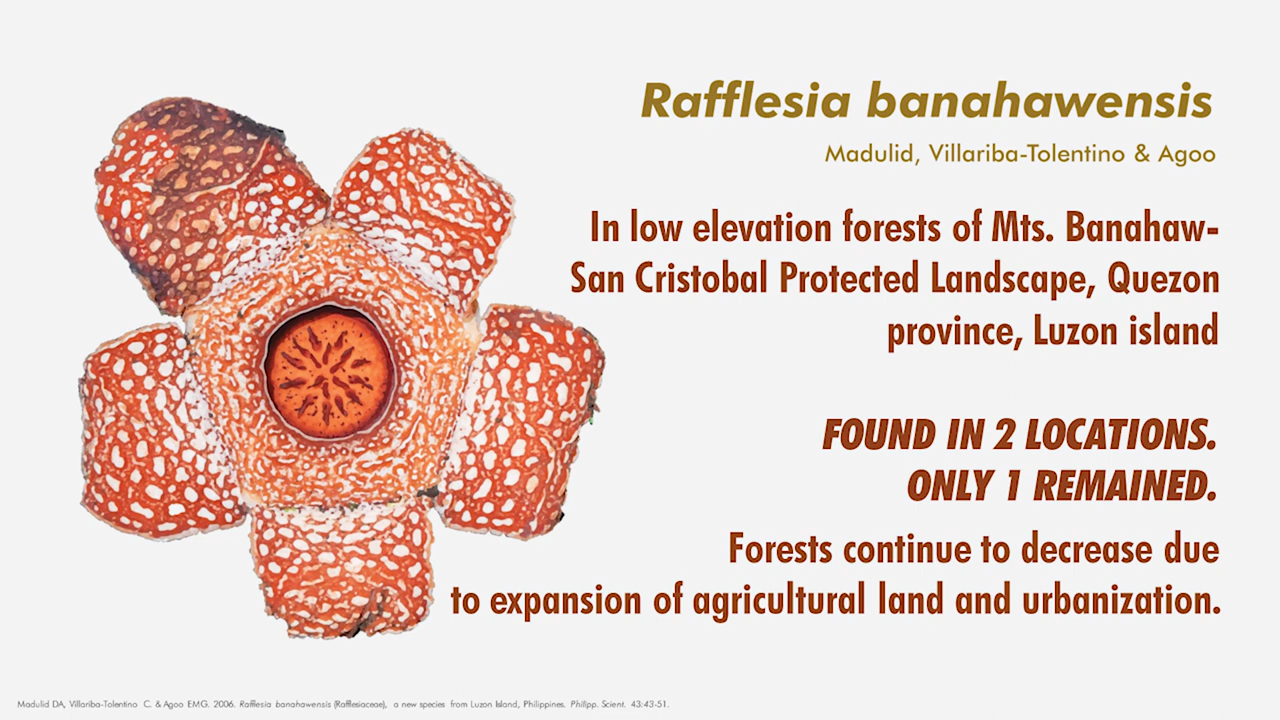 Rafflesia banahawensis
Madulid, Villariba-Tolentino & Agoo
In low elevation forests of Mts. Banahaw-
San Cristobal Protected Landscape, Quezon
province, Luzon island
FOUND IN 2 LOCATIONS.
ONLY 1 REMAINED.
Forests continue to decrease due
to expansion of agricultural land and urbanization.
Madulid DA, Villariba-Tolentino C. & Agoo EMG. 2006. Rafflesia banahawensis (Rafflesiaceae), a new species from Luzon Island, Philippines. Philipp. Scient. 43:43-51.